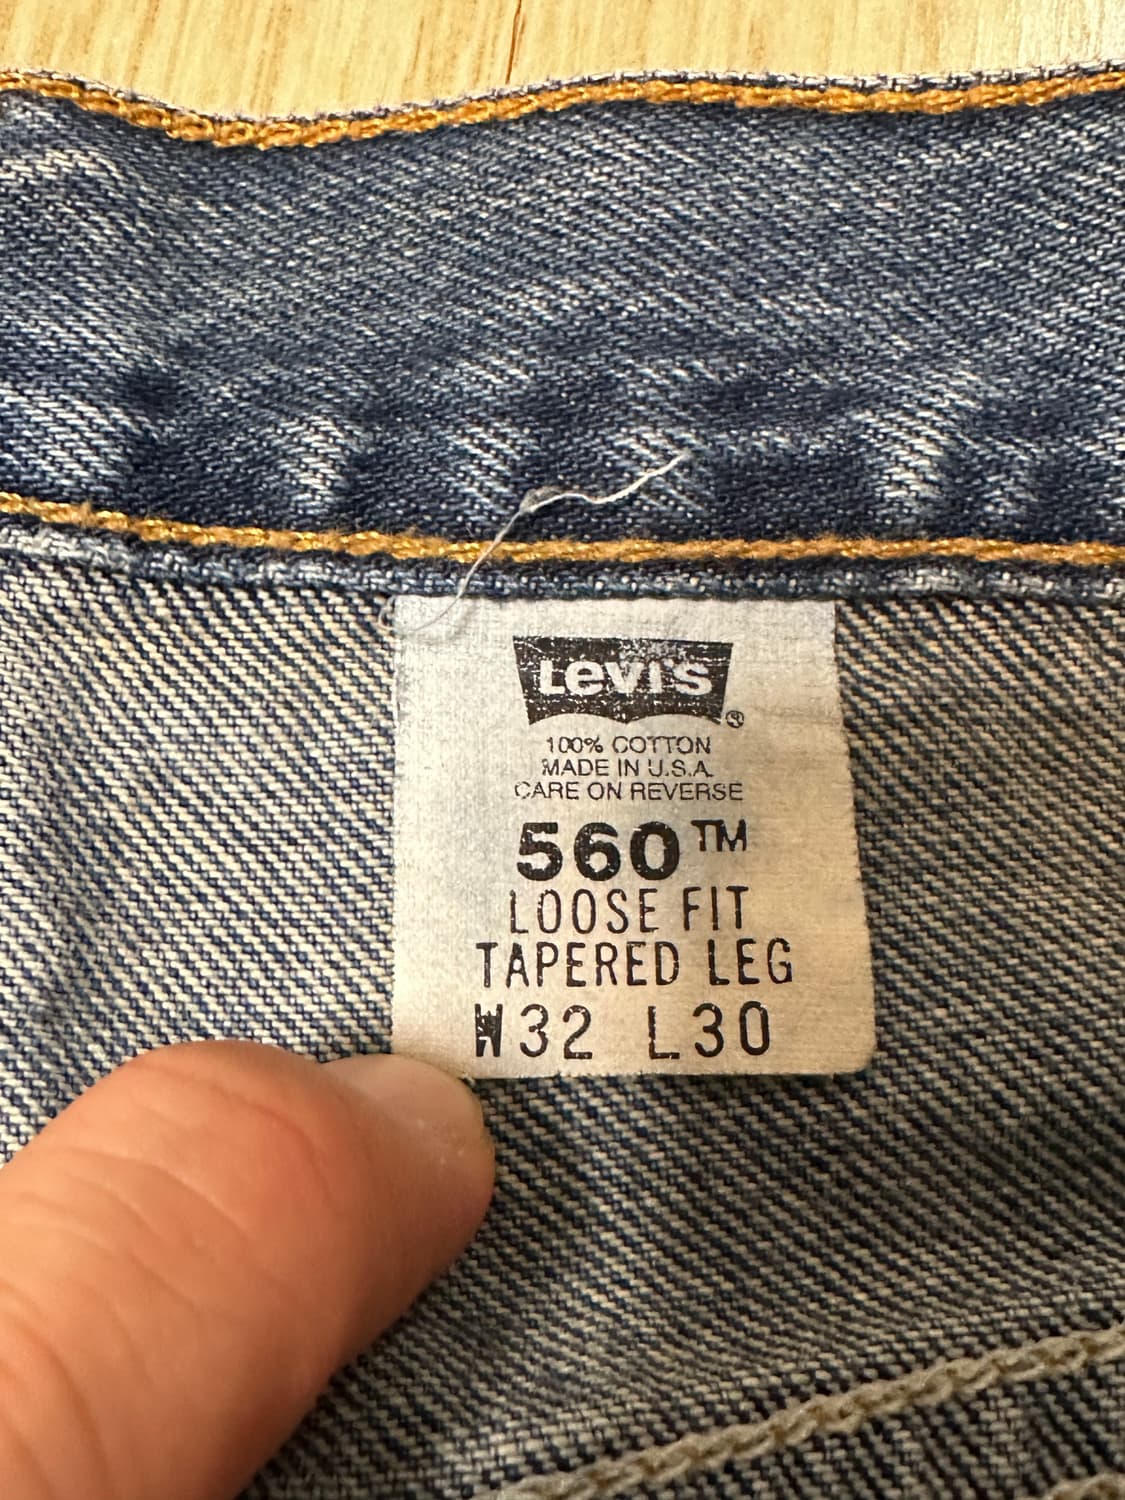 Levi's ®
100% COTTON
MADE IN U.S.A.
CARE ON REVERSE
560™
LOOSE FIT
TAPERED LEG
W32 L30